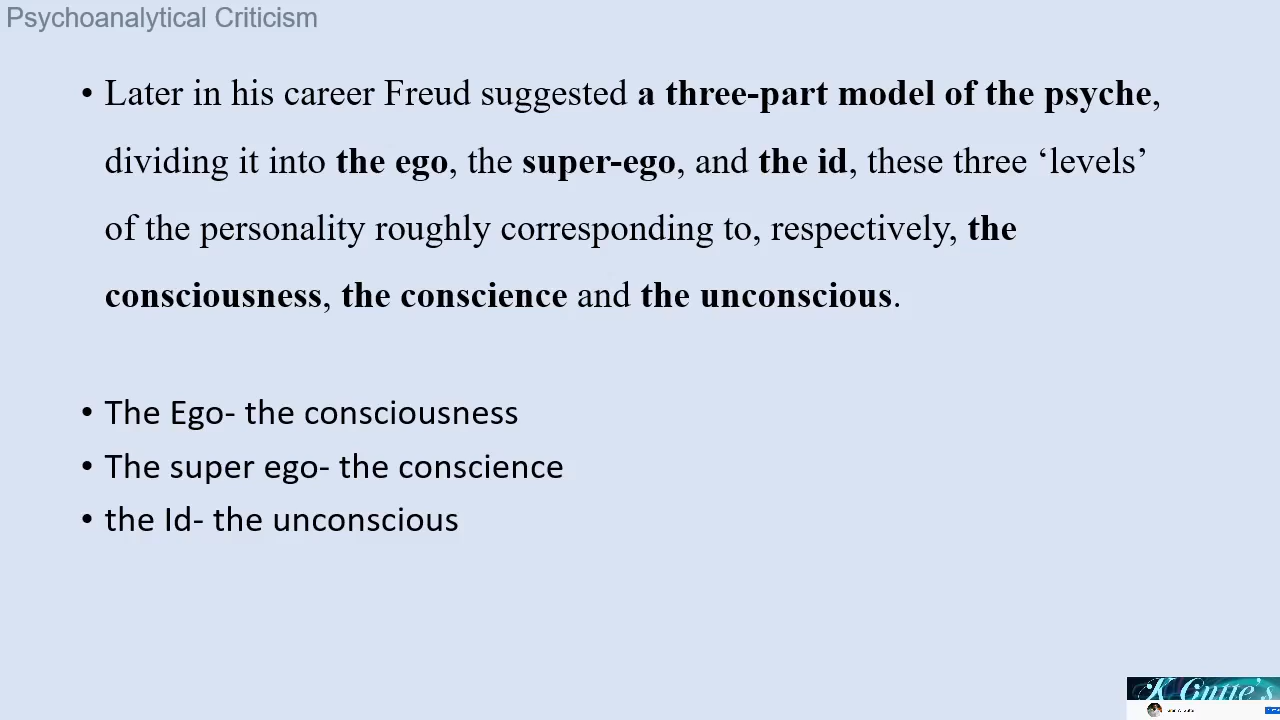 Psychoanalytical Criticism
• Later in his career Freud suggested a three-part model of the psyche,
dividing it into the ego, the super-ego, and the id, these three ‘levels’
of the personality roughly corresponding to, respectively, the
consciousness, the conscience and the unconscious.
• The Ego- the consciousness
• The super ego- the conscience
• the Id- the unconscious